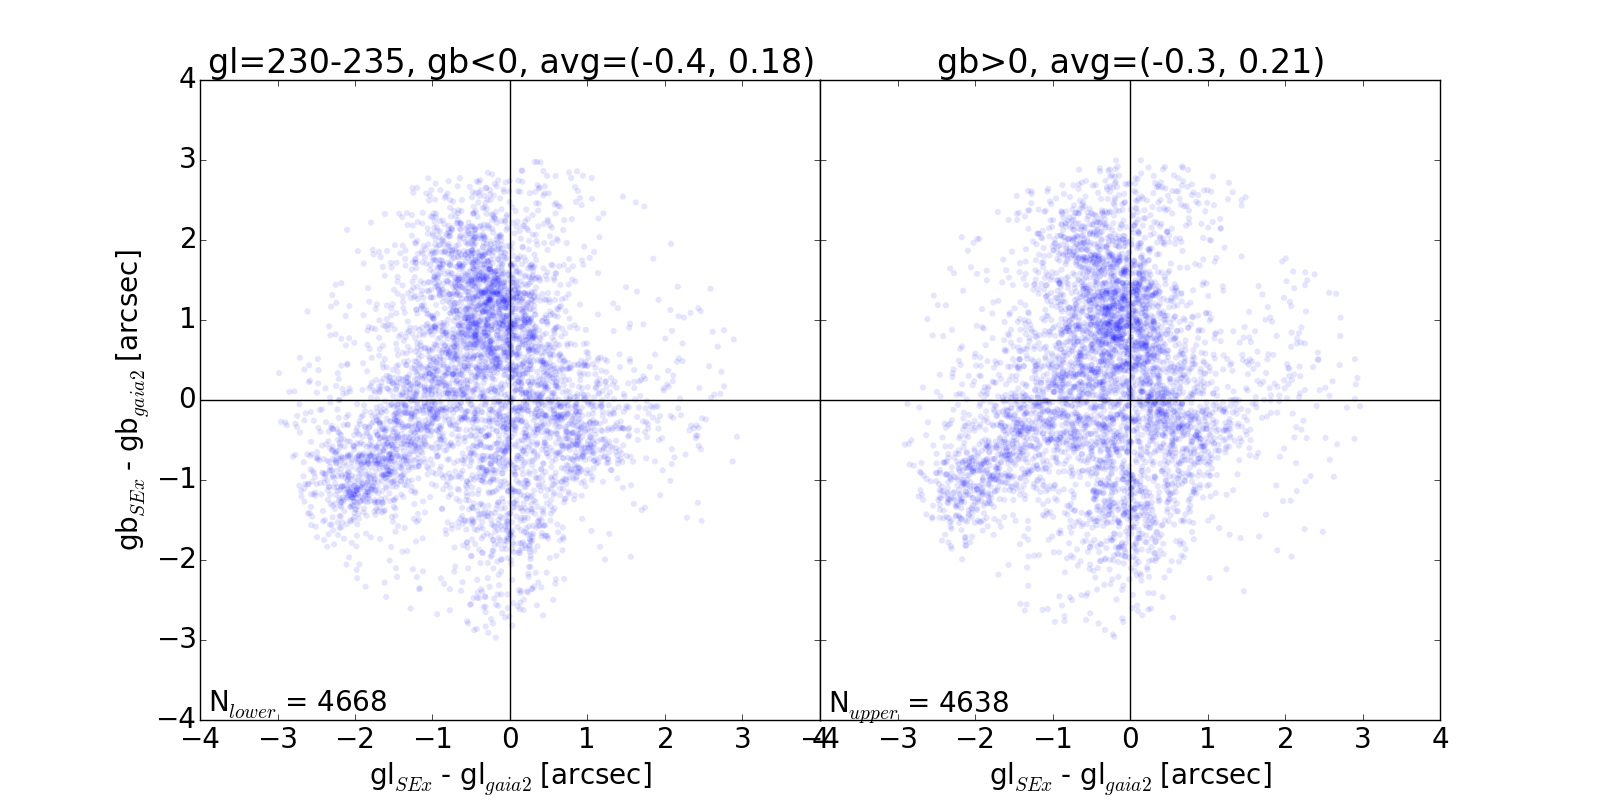 gl=230-235, gb<0, avg=(-0.4, 0.18)
gb>0, avg=(-0.3, 0.21)
4
3
2
1
0
−1
−2
−3
−4
gb_SEx - gb_gaia2 [arcsec]
N_lower = 4668
N_upper = 4638
−4 −3 −2 −1 0 1 2 3 4
−4 −3 −2 −1 0 1 2 3 4
gl_SEx - gl_gaia2 [arcsec]
gl_SEx - gl_gaia2 [arcsec]